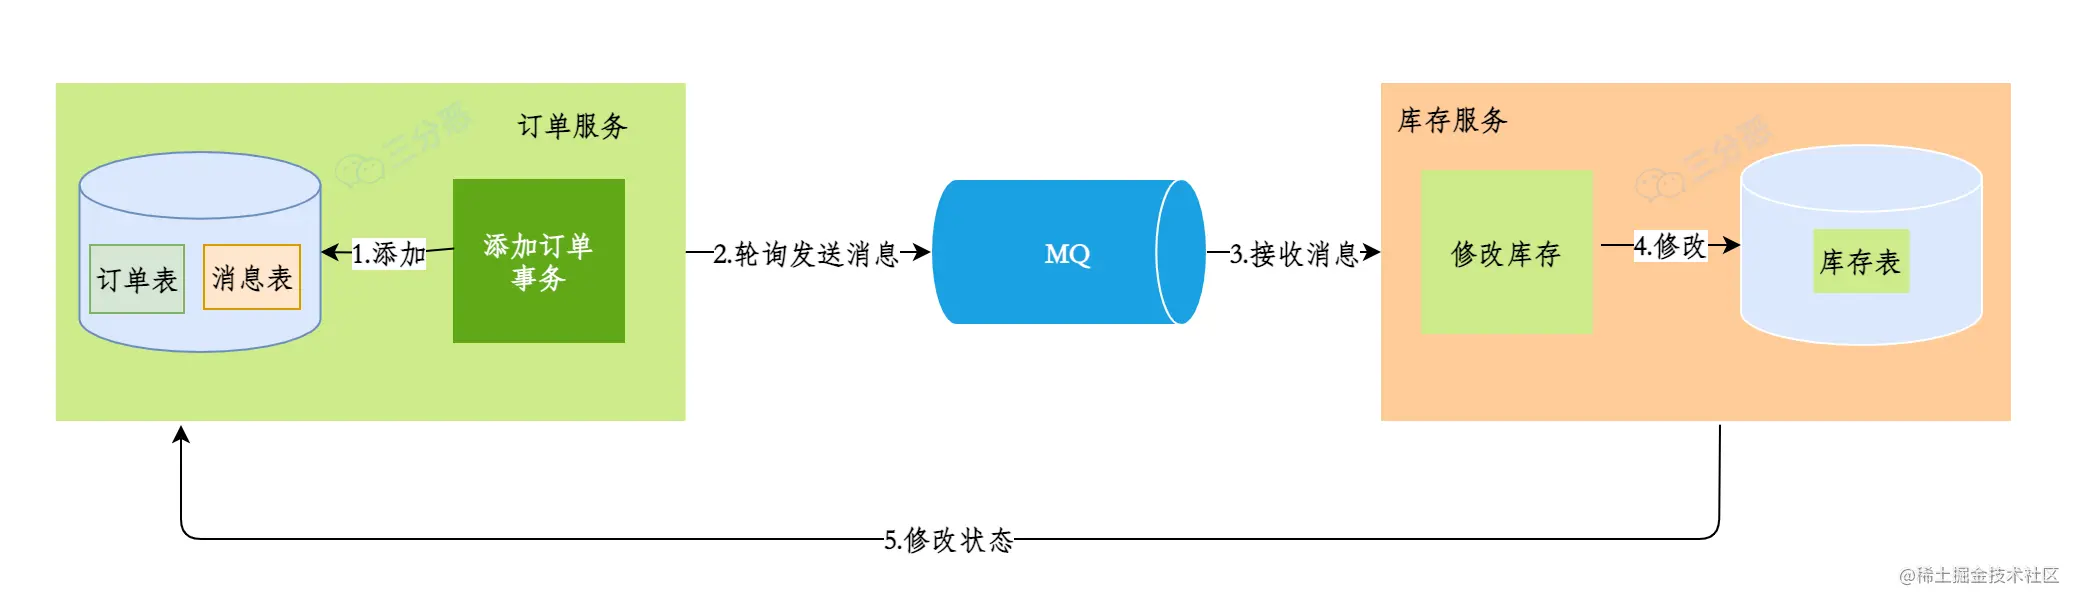 订单服务
三分恶
订单表
消息表
1.添加
添加订单
事务
2.轮询发送消息
MQ
3.接收消息
库存服务
三分恶
修改库存
4.修改
库存表
5.修改状态
@稀土掘金技术社区